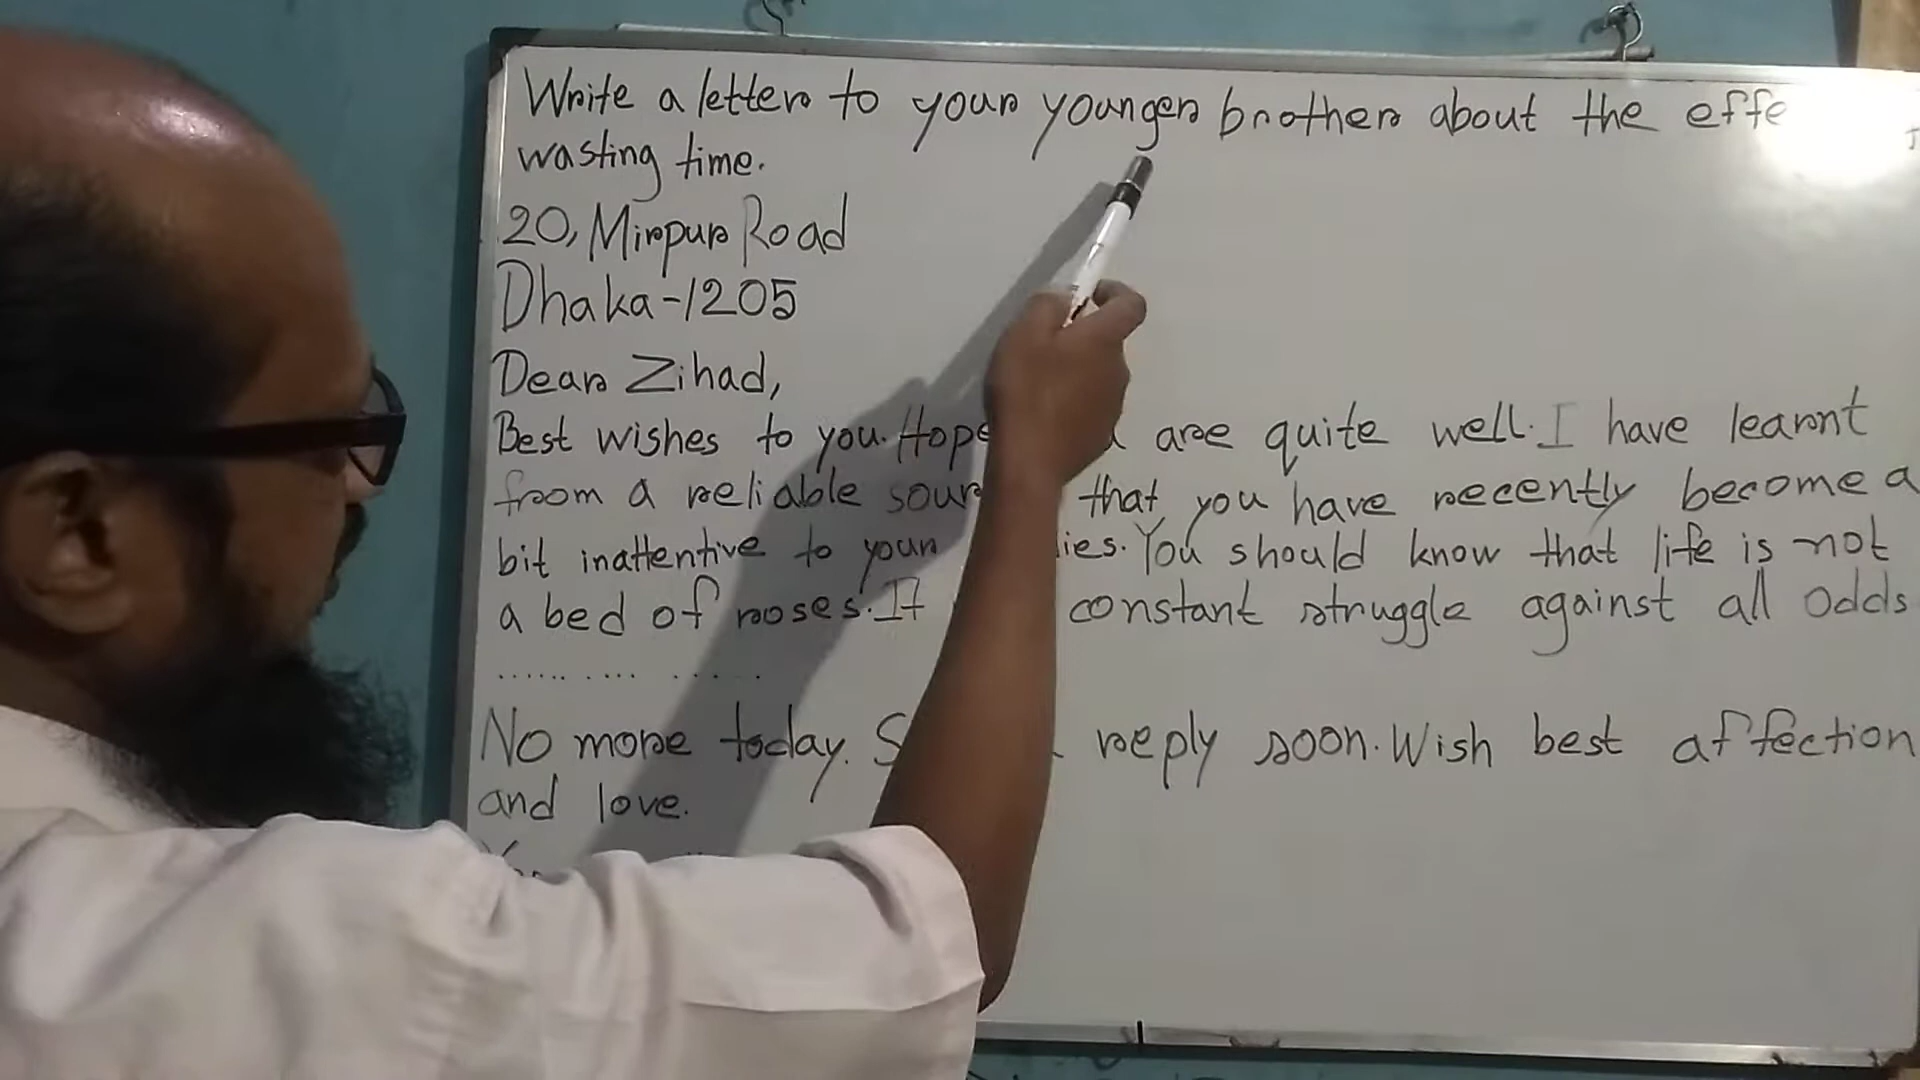 Write a letter to your younger brother about the effe
wasting time.
20, Mirpur Road
Dhaka-1205
Dear Zihad,
Best wishes to you. Hope are quite well. I have learnt
from a reliable sour that you have recently become a
bit inattentive to your ies. You should know that life is not
a bed of roses. It constant struggle against all odds
...... .... .....
No more today. S reply soon. Wish best affection
and love.